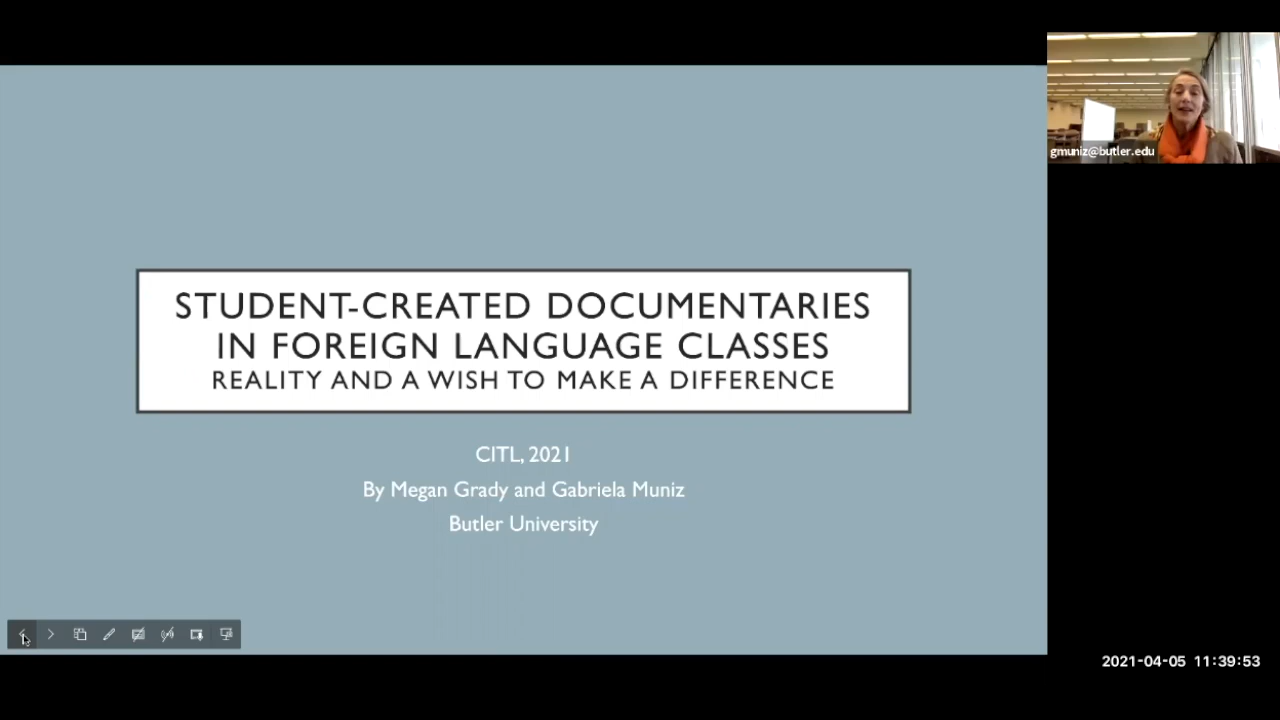 STUDENT-CREATED DOCUMENTARIES
IN FOREIGN LANGUAGE CLASSES
REALITY AND A WISH TO MAKE A DIFFERENCE
CITL, 2021
By Megan Grady and Gabriela Muniz
Butler University
gmuniz@butler.edu
2021-04-05 11:39:53